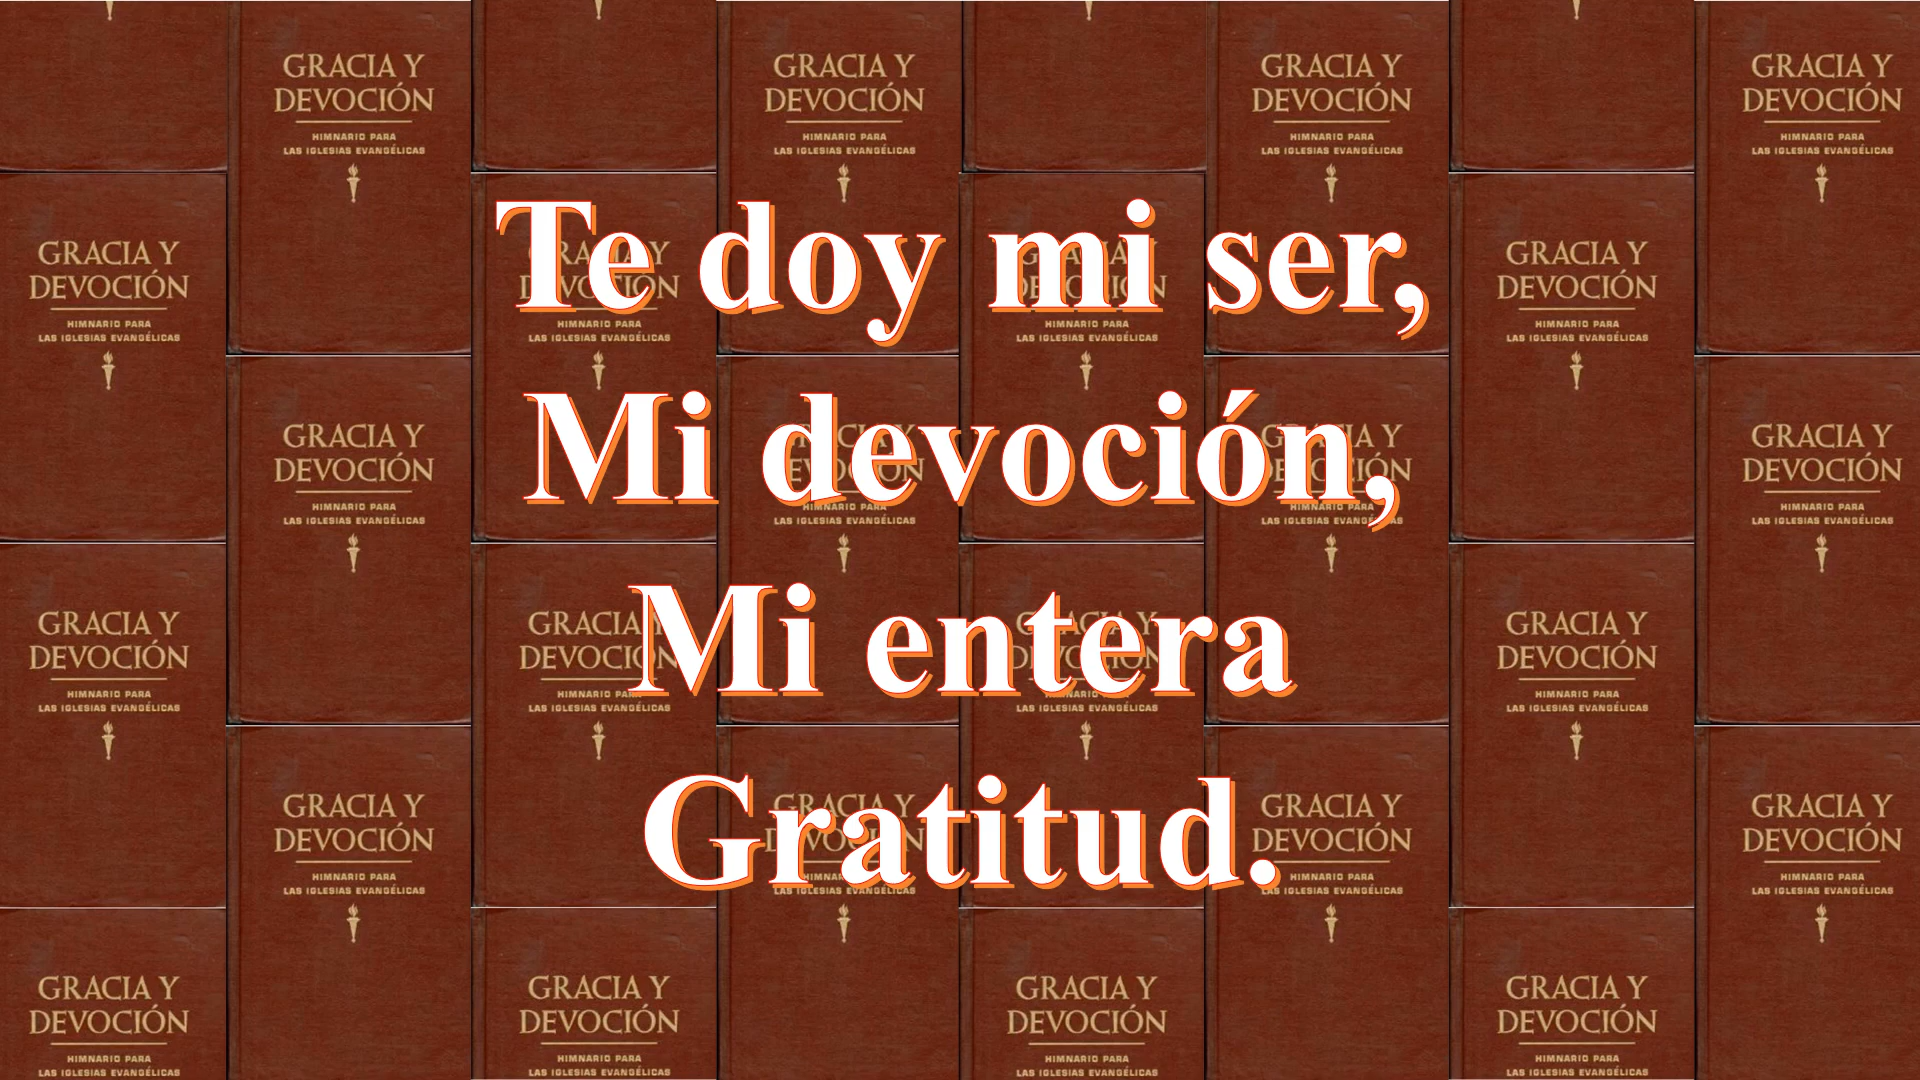 Te doy mi ser,
Mi devoción,
Mi entera
Gratitud.
GRACIA Y
DEVOCIÓN
HIMNARIO PARA
LAS IGLESIAS EVANGÉLICAS